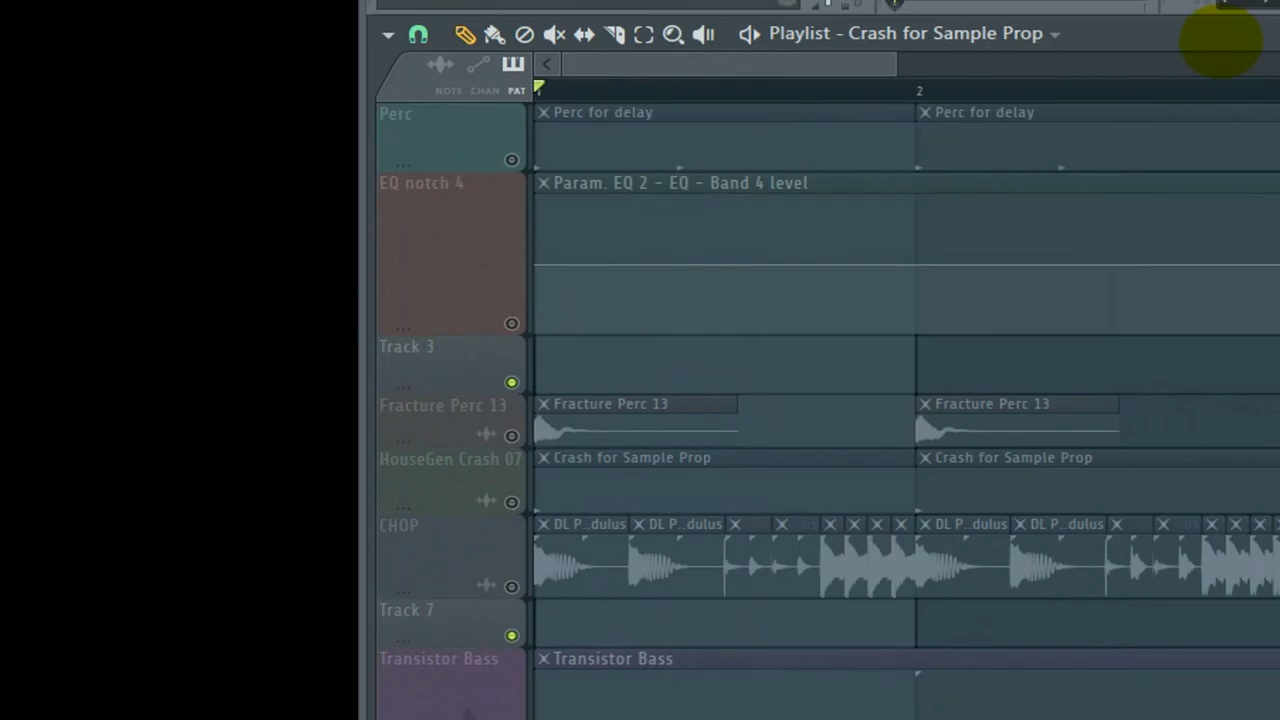 Playlist - Crash for Sample Prop
NOTE CHAN PAT
2
Perc
Perc for delay
Perc for delay
EQ notch 4
Param. EQ 2 - EQ - Band 4 level
Track 3
Fracture Perc 13
Fracture Perc 13
Fracture Perc 13
HouseGen Crash 07
Crash for Sample Prop
Crash for Sample Prop
CHOP
DL P..dulus
DL P..dulus
DL P..dulus
DL P..dulus
Track 7
Transistor Bass
Transistor Bass